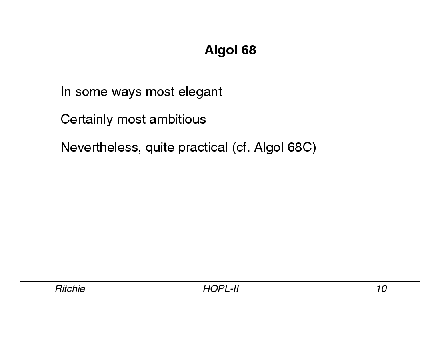 Algol 68
In some ways most elegant
Certainly most ambitious
Nevertheless, quite practical (cf. Algol 68C)
Ritchie HOPL-II 10